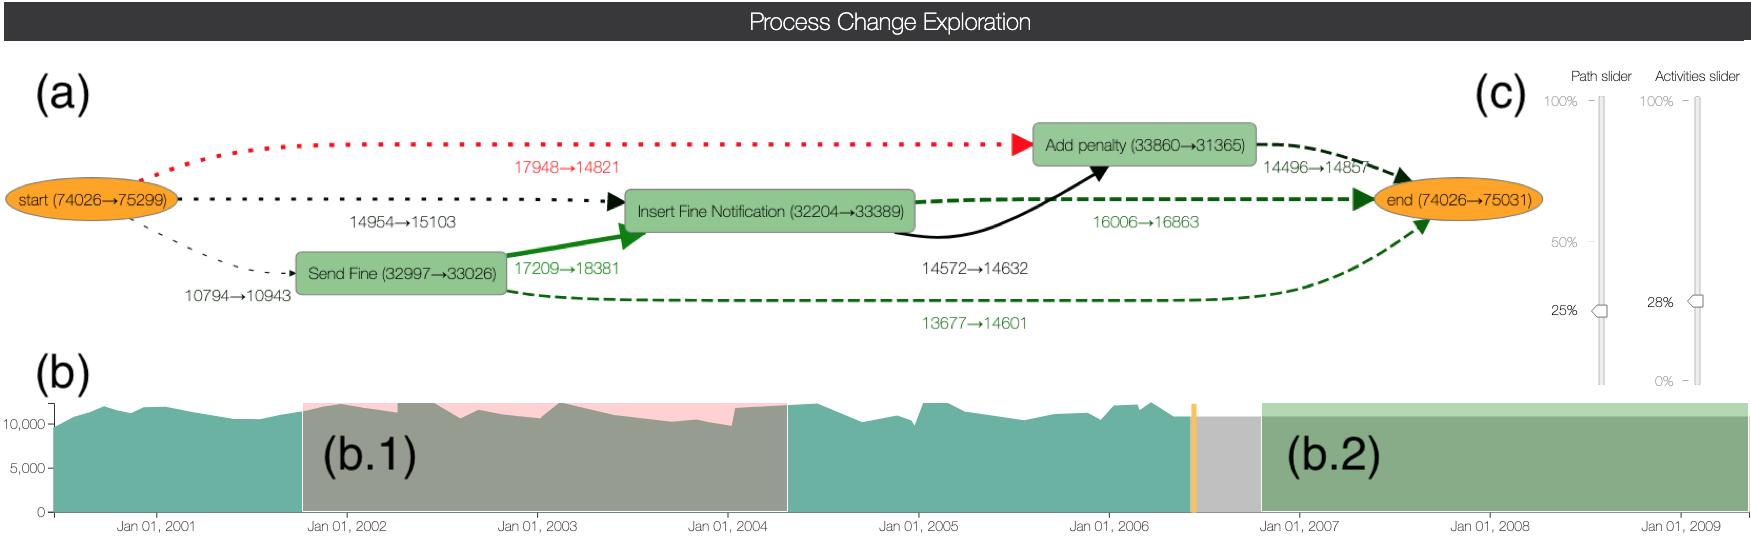 Process Change Exploration
(a)
(c)
Path slider
Activities slider
100%
100%
Add penalty (33860→31365)
17948→14821
14496→14857
start (74026→75299)
end (74026→75031)
Insert Fine Notification (32204→33389)
14954→15103
16006→16863
50%
Send Fine (32997→33026)
17209→18381
14572→14632
10794→10943
28%
25%
13677→14601
(b)
0%
10,000
(b.1)
(b.2)
5,000
0
Jan 01, 2001
Jan 01, 2002
Jan 01, 2003
Jan 01, 2004
Jan 01, 2005
Jan 01, 2006
Jan 01, 2007
Jan 01, 2008
Jan 01, 2009